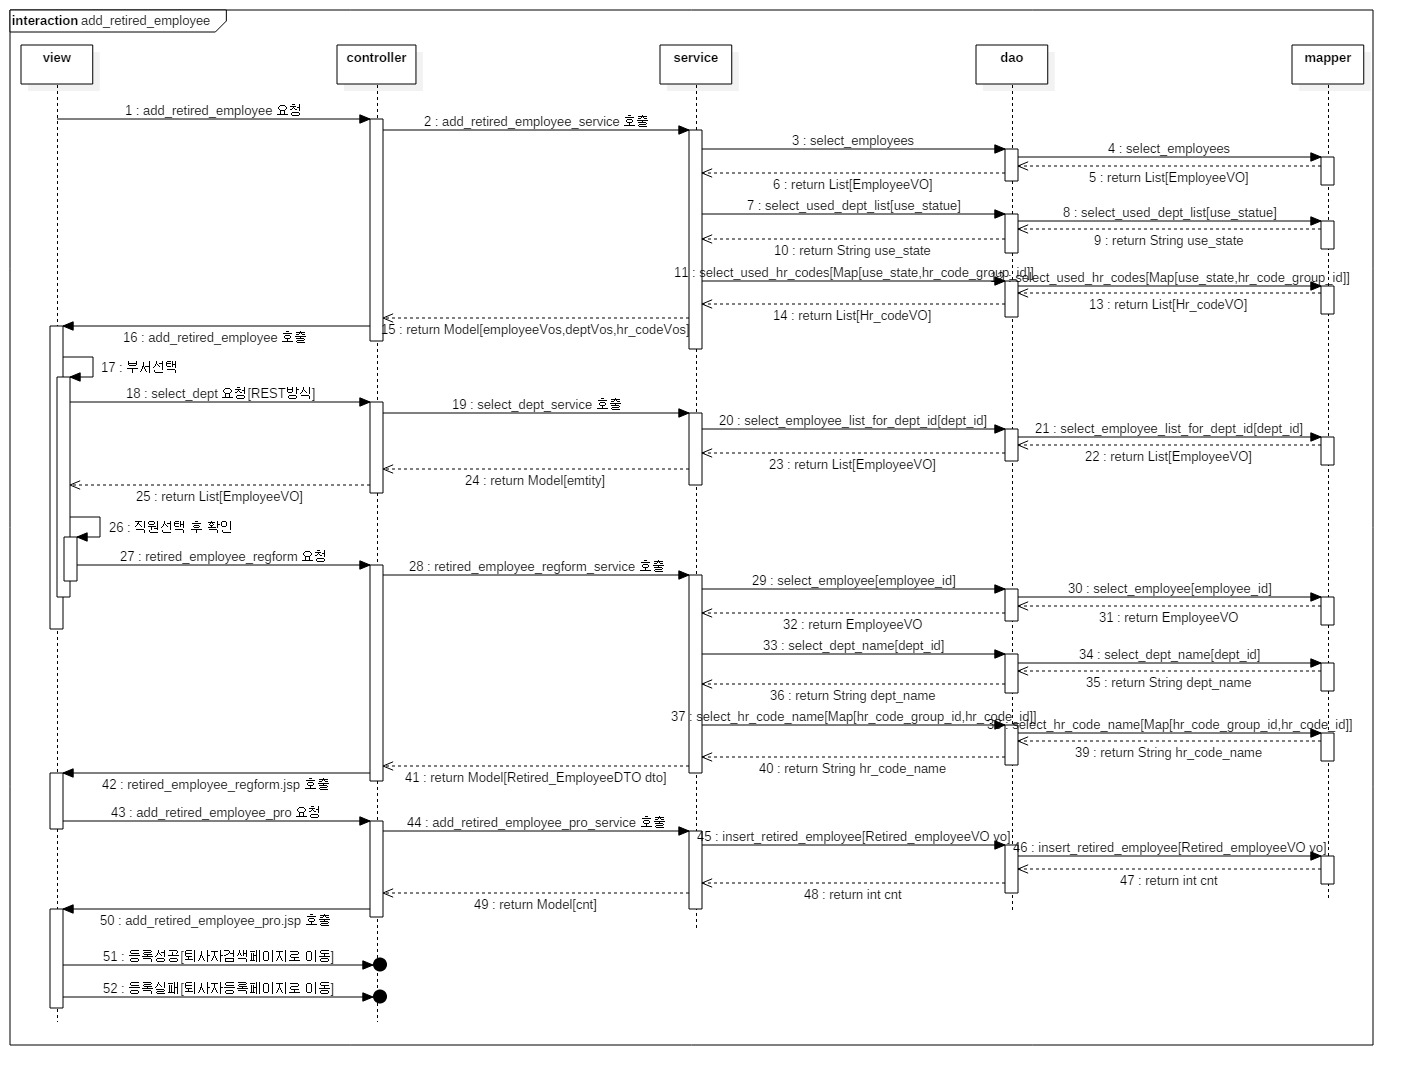 interaction add_retired_employee
view
controller
service
dao
mapper
1 : add_retired_employee 요청
2 : add_retired_employee_service 호출
3 : select_employees
4 : select_employees
5 : return List[EmployeeVO]
6 : return List[EmployeeVO]
7 : select_used_dept_list[use_statue]
8 : select_used_dept_list[use_statue]
9 : return String use_state
10 : return String use_state
11 : select_used_hr_codes[Map[use_state,hr_code_group_id]]
select_used_hr_codes[Map[use_state,hr_code_group_id]]
13 : return List[Hr_codeVO]
14 : return List[Hr_codeVO]
15 : return Model[employeeVos,deptVos,hr_codeVos]
16 : add_retired_employee 호출
17 : 부서선택
18 : select_dept 요청[REST방식]
19 : select_dept_service 호출
20 : select_employee_list_for_dept_id[dept_id]
21 : select_employee_list_for_dept_id[dept_id]
22 : return List[EmployeeVO]
23 : return List[EmployeeVO]
24 : return Model[emtity]
25 : return List[EmployeeVO]
26 : 직원선택 후 확인
27 : retired_employee_regform 요청
28 : retired_employee_regform_service 호출
29 : select_employee[employee_id]
30 : select_employee[employee_id]
31 : return EmployeeVO
32 : return EmployeeVO
33 : select_dept_name[dept_id]
34 : select_dept_name[dept_id]
35 : return String dept_name
36 : return String dept_name
37 : select_hr_code_name[Map[hr_code_group_id,hr_code_id]]
select_hr_code_name[Map[hr_code_group_id,hr_code_id]]
39 : return String hr_code_name
40 : return String hr_code_name
41 : return Model[Retired_EmployeeDTO dto]
42 : retired_employee_regform.jsp 호출
43 : add_retired_employee_pro 요청
44 : add_retired_employee_pro_service 호출
45 : insert_retired_employee[Retired_employeeVO vo]
46 : insert_retired_employee[Retired_employeeVO vo]
47 : return int cnt
48 : return int cnt
49 : return Model[cnt]
50 : add_retired_employee_pro.jsp 호출
51 : 등록성공[퇴사자검색페이지로 이동]
52 : 등록실패[퇴사자등록페이지로 이동]